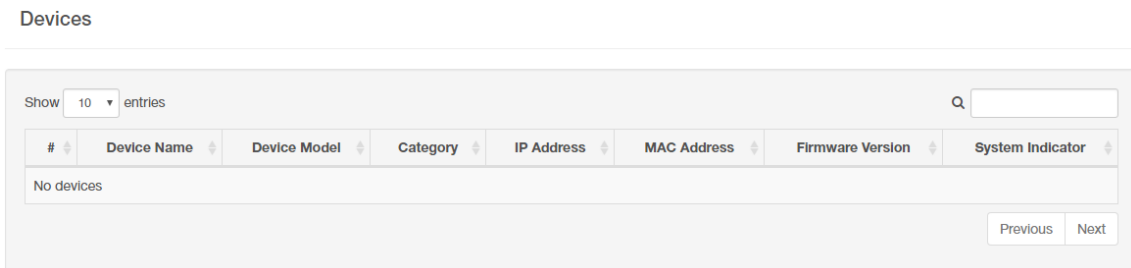 Devices
Show 10 entries
# Device Name Device Model Category IP Address MAC Address Firmware Version System Indicator
No devices
Previous Next